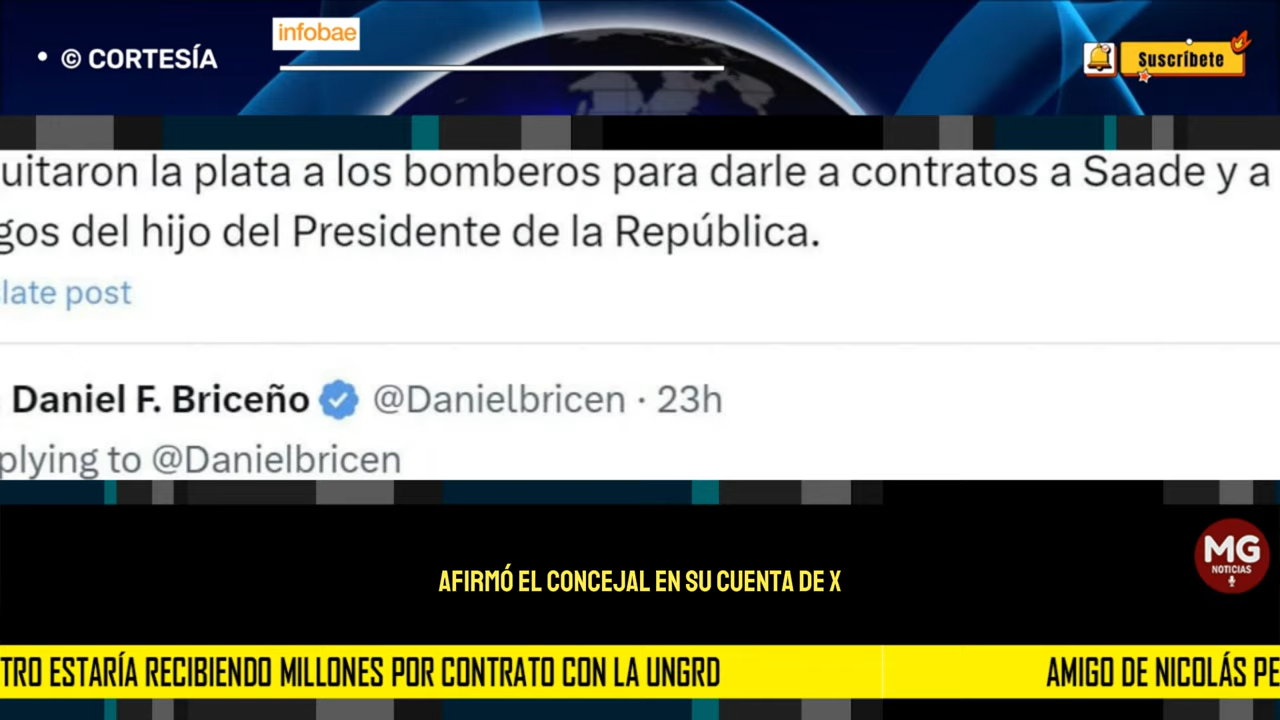 infobae
• © CORTESÍA
Suscríbete
uitaron la plata a los bomberos para darle a contratos a Saade y a
gos del hijo del Presidente de la República.
late post
Daniel F. Briceño @Danielbricen · 23h
plying to @Danielbricen
MG
NOTICIAS
AFIRMÓ EL CONCEJAL EN SU CUENTA DE X
TRO ESTARÍA RECIBIENDO MILLONES POR CONTRATO CON LA UNGRD AMIGO DE NICOLÁS PE